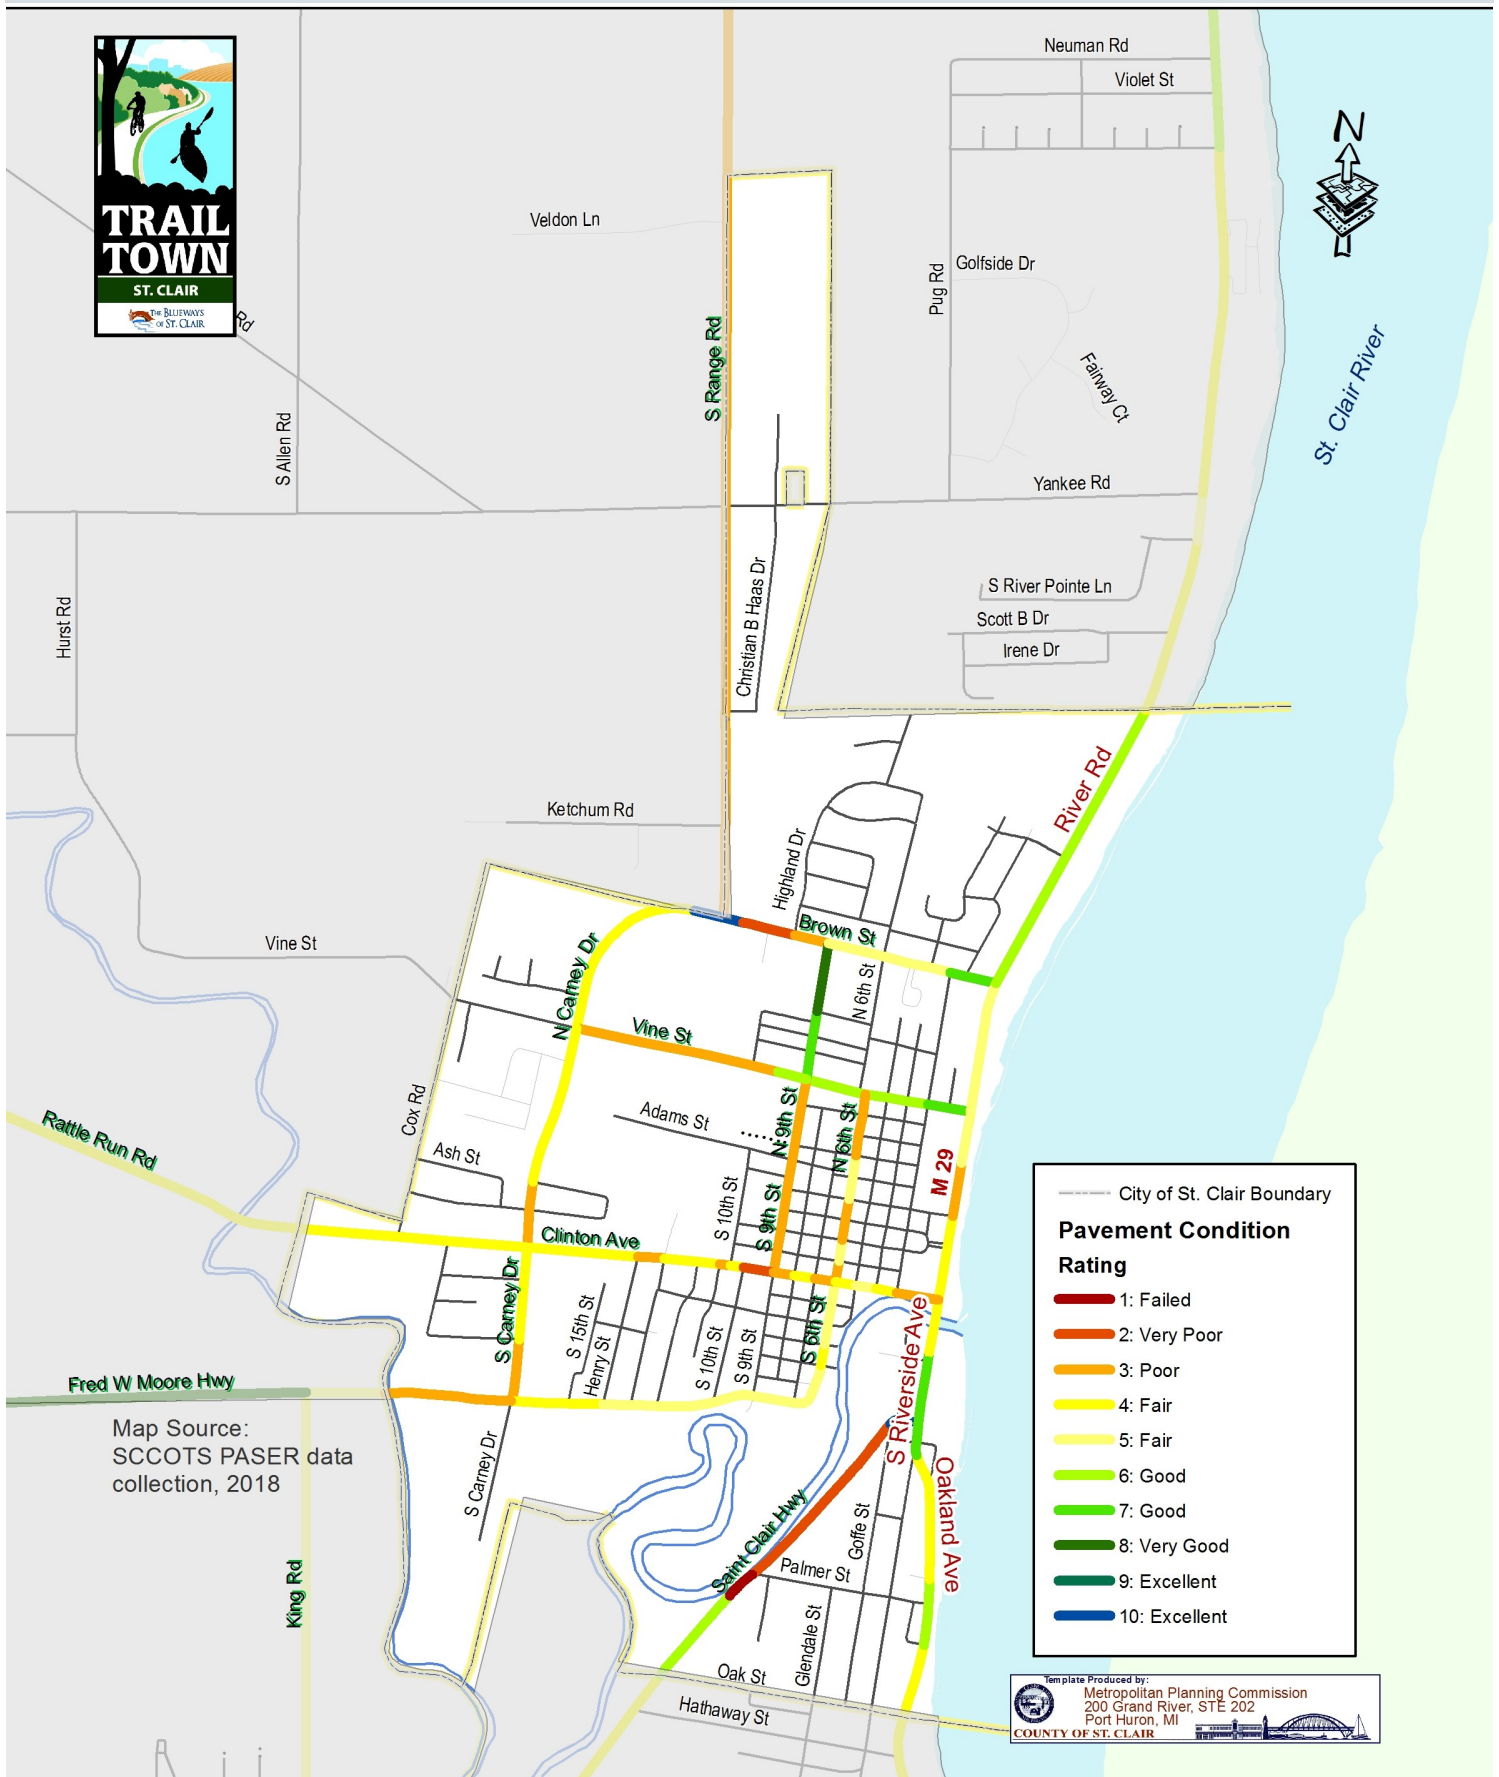 Neuman Rd
Violet St
N
TRAIL
TOWN
ST. CLAIR
THE BLUEWAYS
OF ST. CLAIR
Rd
Veldon Ln
Golfside Dr
Pug Rd
Fairway Ct
St. Clair River
S Range Rd
S Allen Rd
Yankee Rd
Hurst Rd
Christian B Haas Dr
S River Pointe Ln
Scott B Dr
Irene Dr
River Rd
Ketchum Rd
Highland Dr
Brown St
Vine St
N Carney Dr
N 6th St
Vine St
Cox Rd
Adams St
N 9th St
N 6th St
Rattle Run Rd
Ash St
M 29
S 10th St
S 9th St
Clinton Ave
S Carney Dr
S 15th St
Henry St
S 10th St
S 9th St
S 6th St
S Riverside Ave
Fred W Moore Hwy
Map Source:
SCCOTS PASER data
collection, 2018
S Carney Dr
Saint Clair Hwy
Goffe St
Oakland Ave
Palmer St
King Rd
Glendale St
Oak St
Hathaway St
City of St. Clair Boundary
Pavement Condition
Rating
1: Failed
2: Very Poor
3: Poor
4: Fair
5: Fair
6: Good
7: Good
8: Very Good
9: Excellent
10: Excellent
Template Produced by:
Metropolitan Planning Commission
200 Grand River, STE 202
Port Huron, MI
COUNTY OF ST. CLAIR